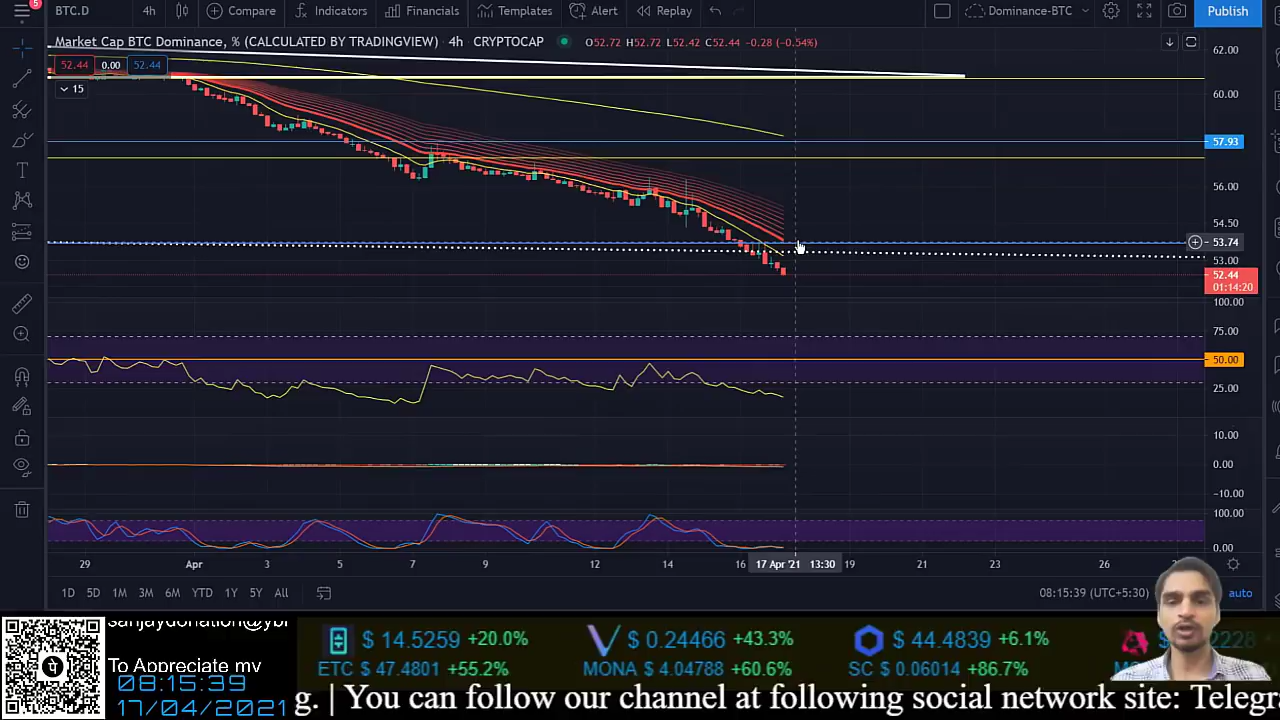 5
BTC.D 4h Compare Indicators Financials Templates Alert Replay Dominance-BTC Publish
Market Cap BTC Dominance, % (CALCULATED BY TRADINGVIEW) 4h CRYPTOCAP O52.72 H52.72 L52.42 C52.44 -0.28 (-0.54%)
52.44 0.00 52.44
15
62.00
60.00
57.93
56.00
54.50
53.74
53.00
52.44
01:14:20
100.00
75.00
50.00
25.00
10.00
0.00
-10.00
100.00
0.00
29 Apr 3 5 7 9 12 14 16 17 Apr '21 13:30 19 21 23 26
1D 5D 1M 3M 6M YTD 1Y 5Y All 08:15:39 (UTC+5:30) auto
sanjaydonation@ybl
To Appreciate my
08:15:39
17/04/2021
$ 14.5259 +20.0% $ 0.24466 +43.3% $ 44.4839 +6.1%
ETC $ 47.4801 +55.2% MONA $ 4.04788 +60.6% SC $ 0.06014 +86.7%
g. | You can follow our channel at following social network site: Telegr